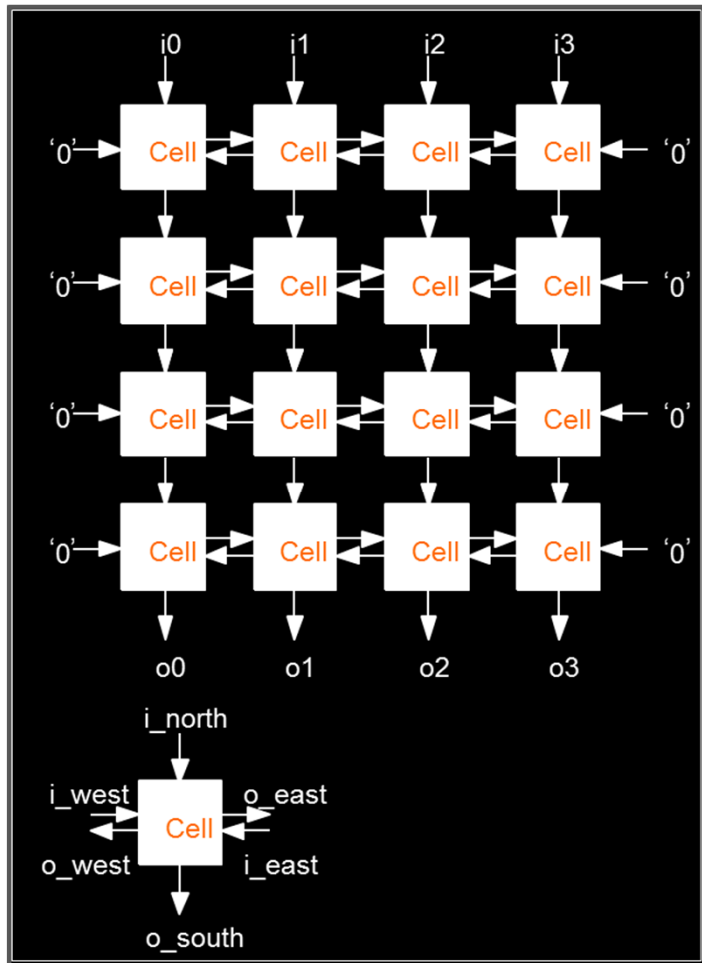 i0 i1 i2 i3
‘0’ Cell Cell Cell Cell ‘0’
‘0’ Cell Cell Cell Cell ‘0’
‘0’ Cell Cell Cell Cell ‘0’
‘0’ Cell Cell Cell Cell ‘0’
o0 o1 o2 o3
i_north
i_west o_east
Cell
o_west i_east
o_south